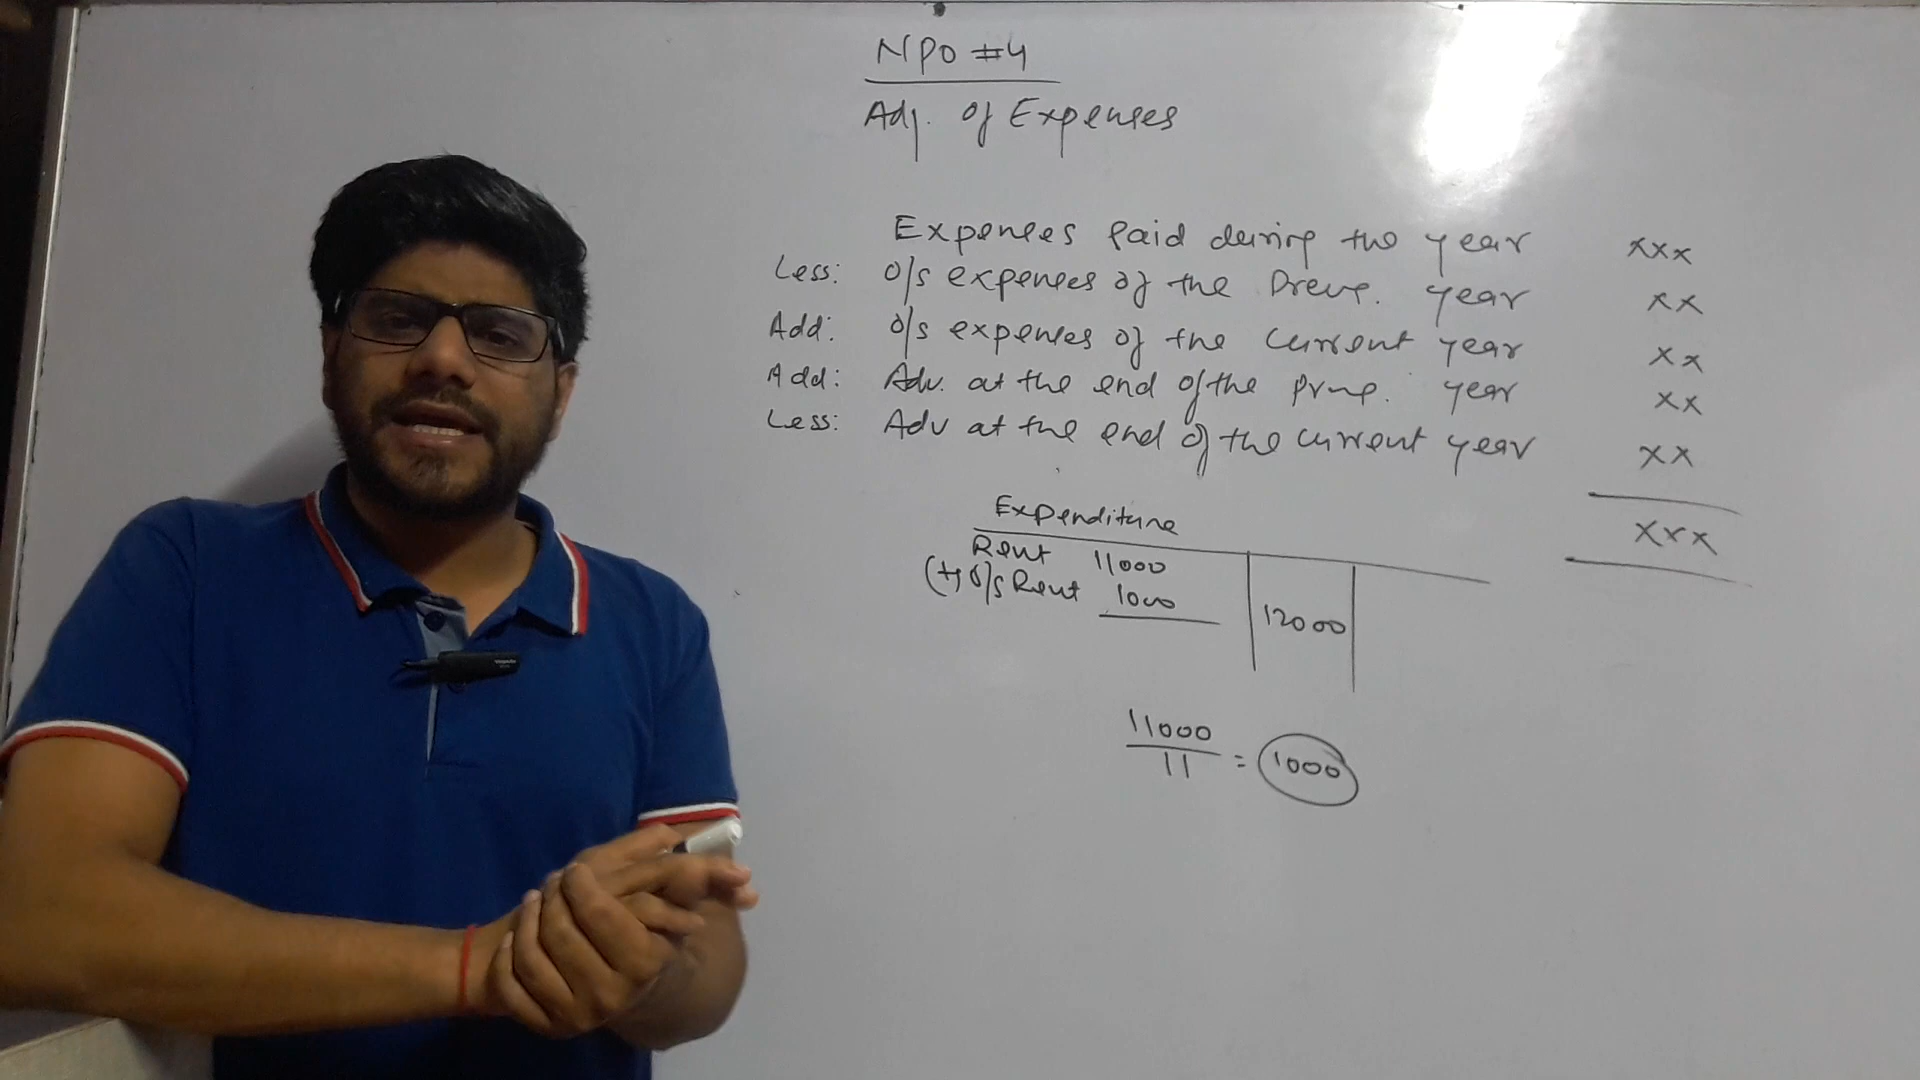 NPO #4
Adj. of Expenses
Expenses Paid during the year xxx
Less: O/s expenses of the Prev. year xx
Add: O/s expenses of the Current year xx
Add: Adv. at the end of the Prev. year xx
Less: Adv at the end of the current year xx
xxx
Expenditure
Rent 11000
(+) O/s Rent 1000 12000
11000
11 = 1000